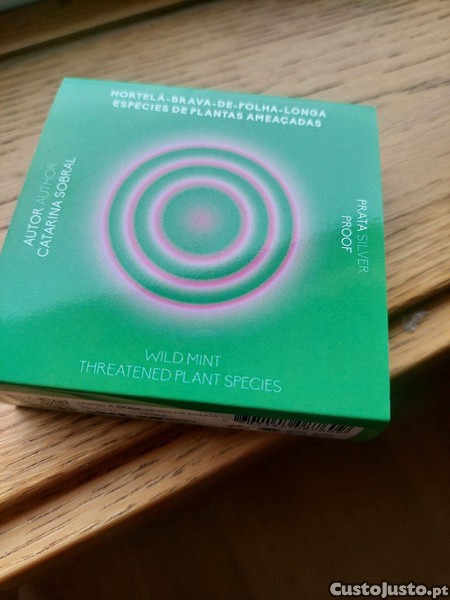 HORTELÃ-BRAVA-DE-FOLHA-LONGA
ESPÉCIES DE PLANTAS AMEAÇADAS
AUTOR AUTHOR
CATARINA SOBRAL
PRATA SILVER
PROOF
WILD MINT
THREATENED PLANT SPECIES
CustoJusto.pt